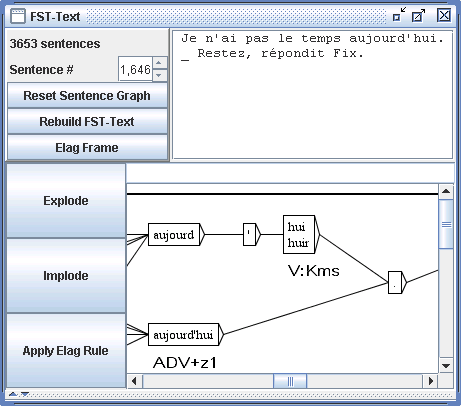 FST-Text
3653 sentences
Sentence #
1,646
Reset Sentence Graph
Rebuild FST-Text
Elag Frame
Je n'ai pas le temps aujourd'hui.
_ Restez, répondit Fix.
Explode
Implode
Apply Elag Rule
aujourd
'
hui
huir
V:Kms
.
aujourd'hui
ADV+z1